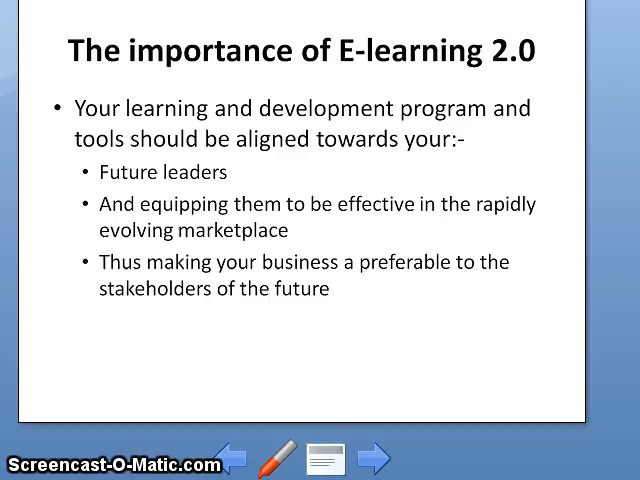 The importance of E-learning 2.0
• Your learning and development program and
tools should be aligned towards your:-
• Future leaders
• And equipping them to be effective in the rapidly
evolving marketplace
• Thus making your business a preferable to the
stakeholders of the future
Screencast-O-Matic.com